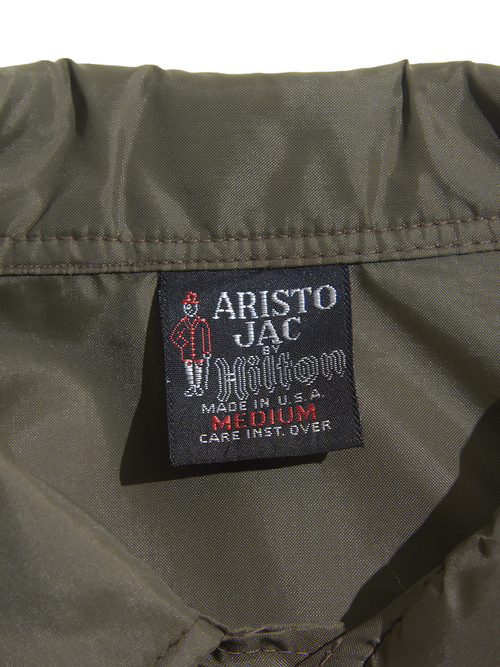 ARISTO
JAC
BY
Hilton
MADE IN U.S.A.
MEDIUM
CARE INST. OVER